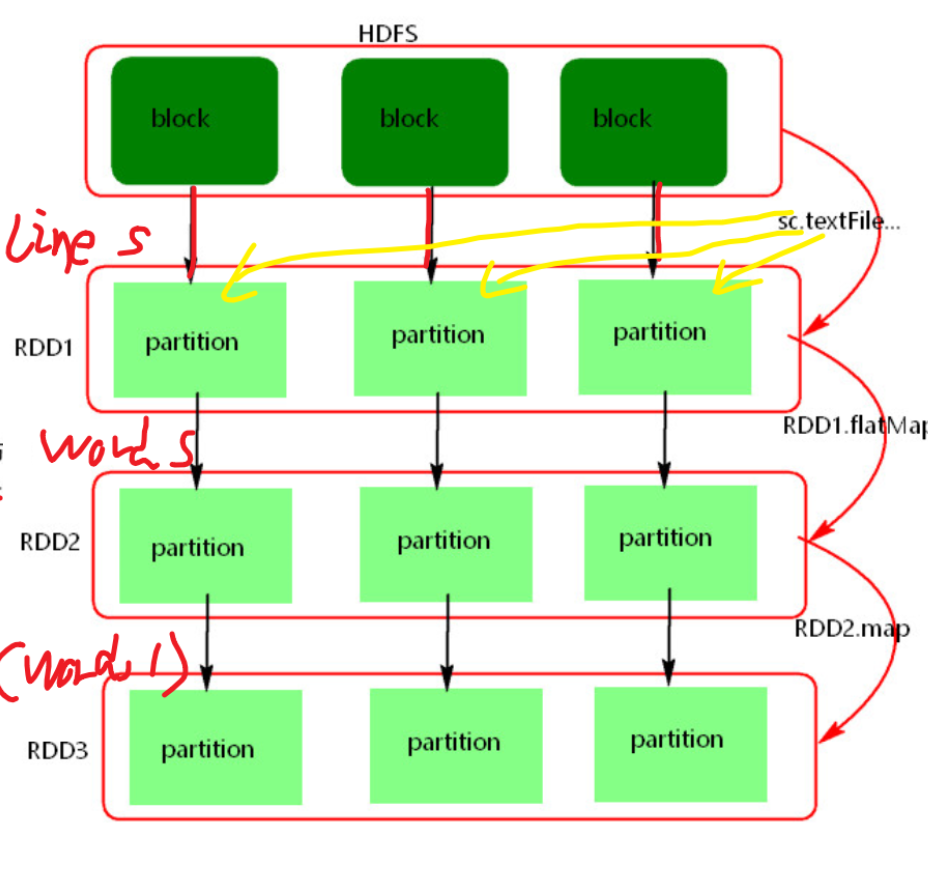 HDFS
block
block
block
sc.textFile...
lines
partition
partition
partition
RDD1
RDD1.flatMap
words
partition
partition
partition
RDD2
RDD2.map
(word,1)
partition
partition
partition
RDD3